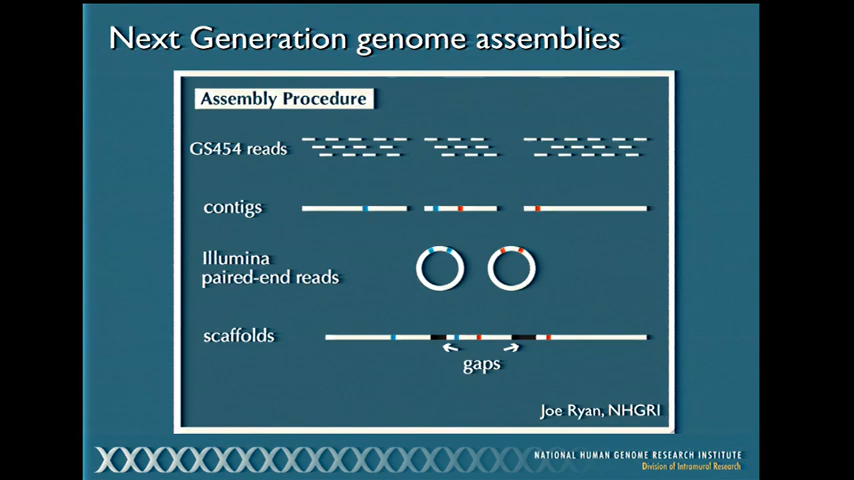 Next Generation genome assemblies
Assembly Procedure
GS454 reads
contigs
Illumina
paired-end reads
scaffolds
gaps
Joe Ryan, NHGRI
NATIONAL HUMAN GENOME RESEARCH INSTITUTE
Division of Intramural Research